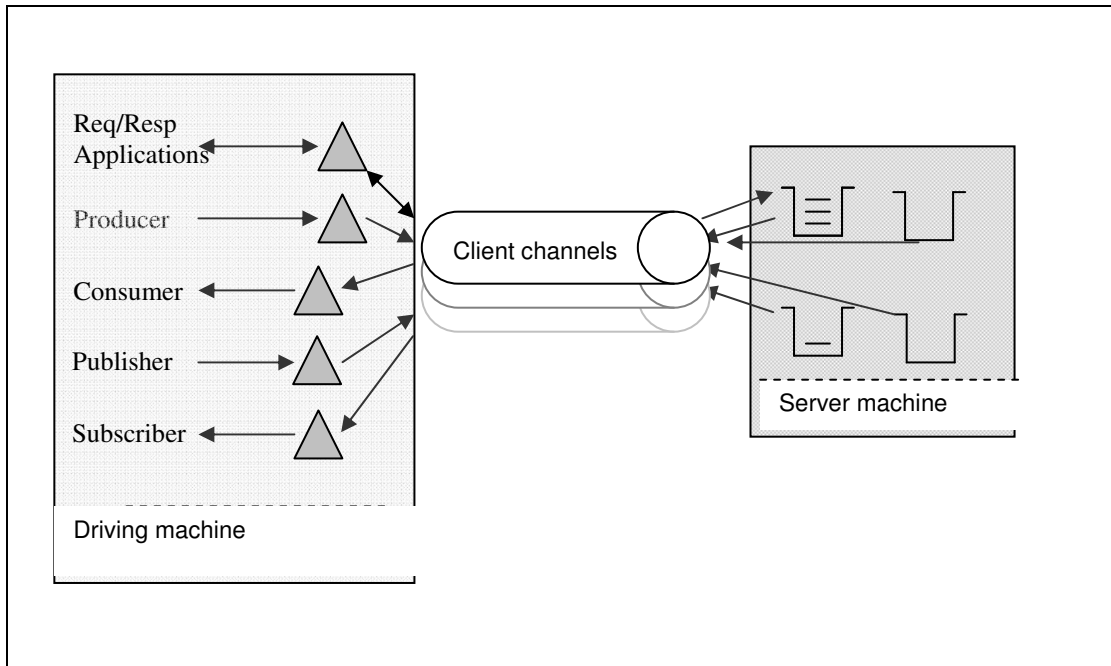 Req/Resp
Applications
Producer
Consumer
Publisher
Subscriber
Driving machine
Client channels
Server machine